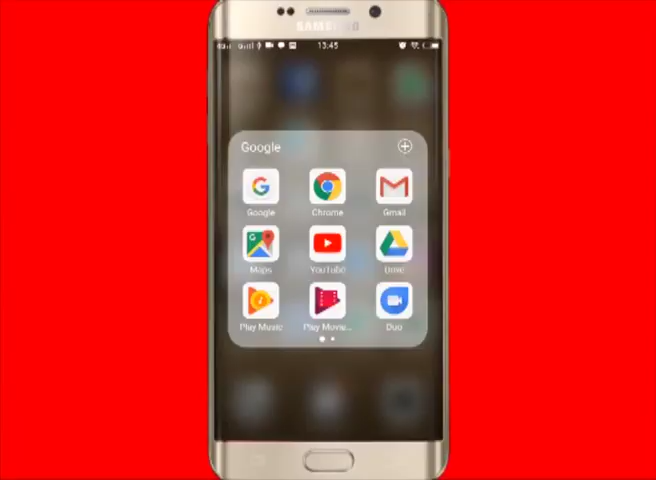 SAMSUNG
13:45
Google
Google Chrome Gmail
Maps YouTube Drive
Play Music Play Movie... Duo